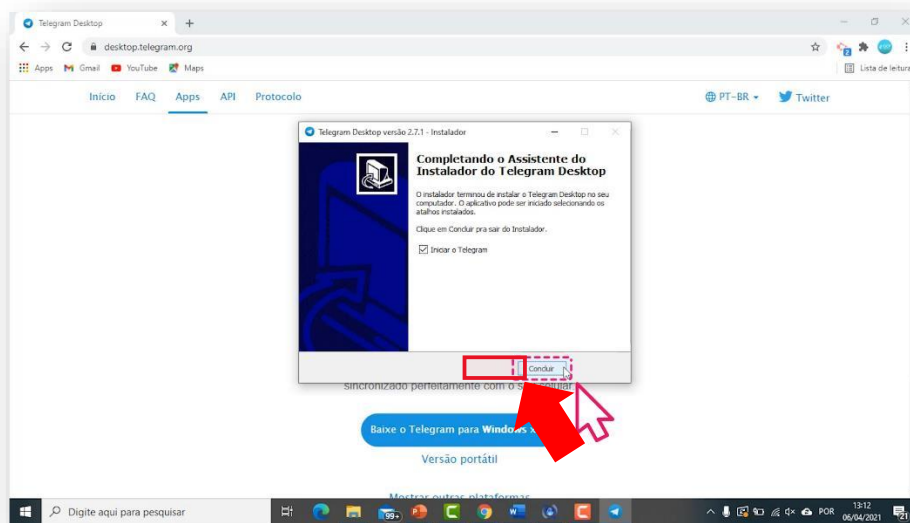 Telegram Desktop
desktop.telegram.org
Apps Gmail YouTube Maps Lista de leitura
Início FAQ Apps API Protocolo PT-BR Twitter
Telegram Desktop versão 2.7.1 - Instalador
Completando o Assistente do
Instalador do Telegram Desktop
O instalador terminou de instalar o Telegram Desktop no seu
computador. O aplicativo pode ser iniciado selecionando os
atalhos instalados.
Clique em Concluir pra sair do Instalador.
Iniciar o Telegram
Concluir
sincronizado perfeitamente com o seu celular.
Baixe o Telegram para Windows
Versão portátil
Mostrar outras plataformas
Digite aqui para pesquisar
99+
POR
13:12
06/04/2021
21